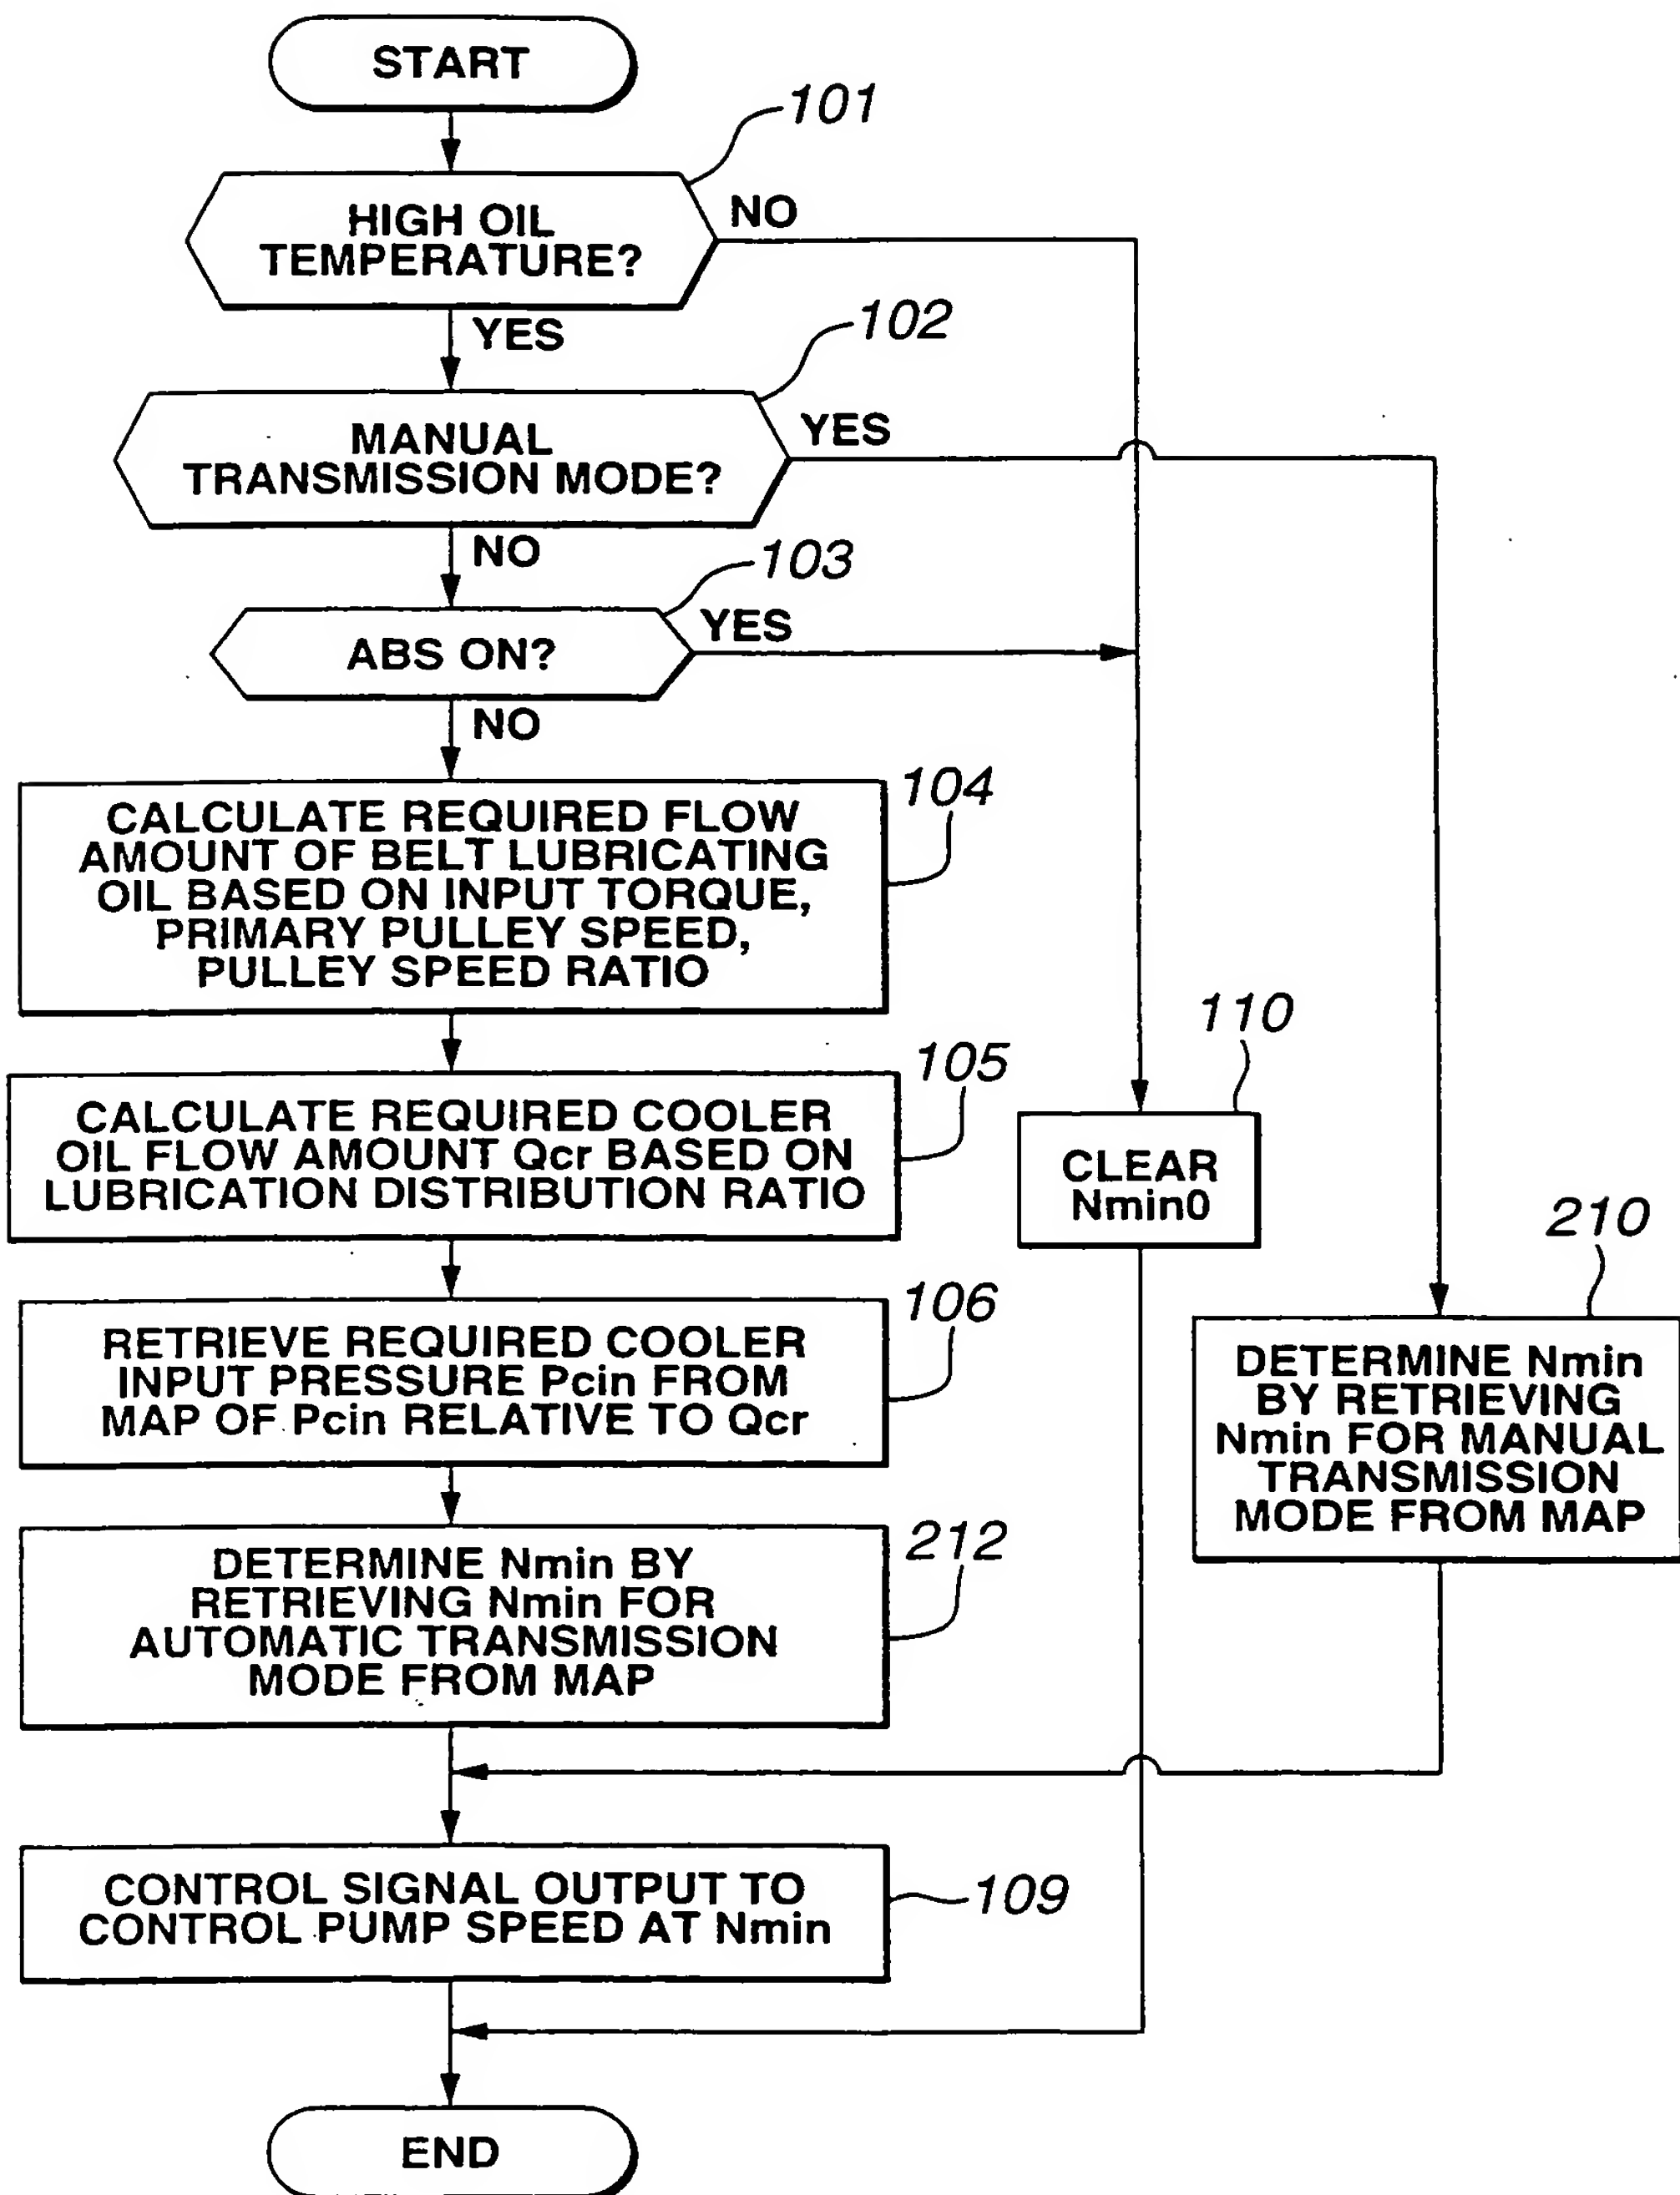 START
101
HIGH OIL
TEMPERATURE?
NO
YES
102
MANUAL
TRANSMISSION MODE?
YES
NO
103
ABS ON?
YES
NO
104
CALCULATE REQUIRED FLOW
AMOUNT OF BELT LUBRICATING
OIL BASED ON INPUT TORQUE,
PRIMARY PULLEY SPEED,
PULLEY SPEED RATIO
105
CALCULATE REQUIRED COOLER
OIL FLOW AMOUNT Qcr BASED ON
LUBRICATION DISTRIBUTION RATIO
110
CLEAR
Nmin0
106
RETRIEVE REQUIRED COOLER
INPUT PRESSURE Pcin FROM
MAP OF Pcin RELATIVE TO Qcr
210
DETERMINE Nmin
BY RETRIEVING
Nmin FOR MANUAL
TRANSMISSION
MODE FROM MAP
212
DETERMINE Nmin BY
RETRIEVING Nmin FOR
AUTOMATIC TRANSMISSION
MODE FROM MAP
CONTROL SIGNAL OUTPUT TO
CONTROL PUMP SPEED AT Nmin
109
END